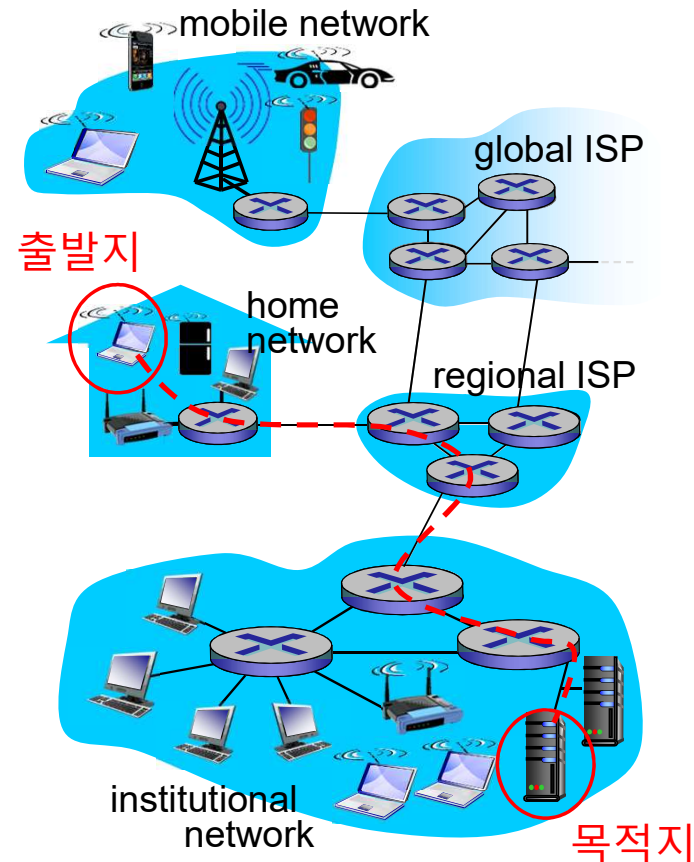 mobile network
global ISP
출발지
home
network
regional ISP
institutional
network
목적지